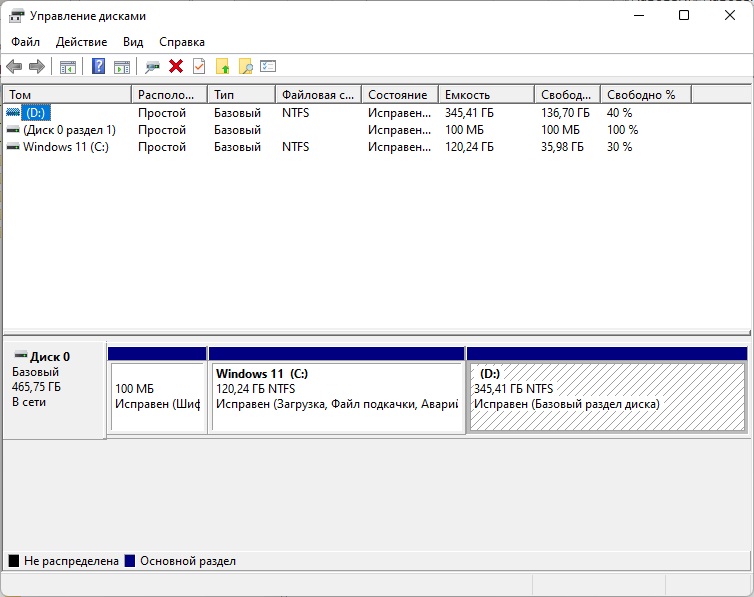 Управление дисками
Файл Действие Вид Справка
Том Располо... Тип Файловая с... Состояние Емкость Свобод... Свободно %
(D:) Простой Базовый NTFS Исправен... 345,41 ГБ 136,70 ГБ 40 %
(Диск 0 раздел 1) Простой Базовый Исправен... 100 МБ 100 МБ 100 %
Windows 11 (C:) Простой Базовый NTFS Исправен... 120,24 ГБ 35,98 ГБ 30 %
Диск 0
Базовый
465,75 ГБ
В сети
100 МБ
Исправен (Шиф
Windows 11 (C:)
120,24 ГБ NTFS
Исправен (Загрузка, Файл подкачки, Аварий
(D:)
345,41 ГБ NTFS
Исправен (Базовый раздел диска)
Не распределена Основной раздел